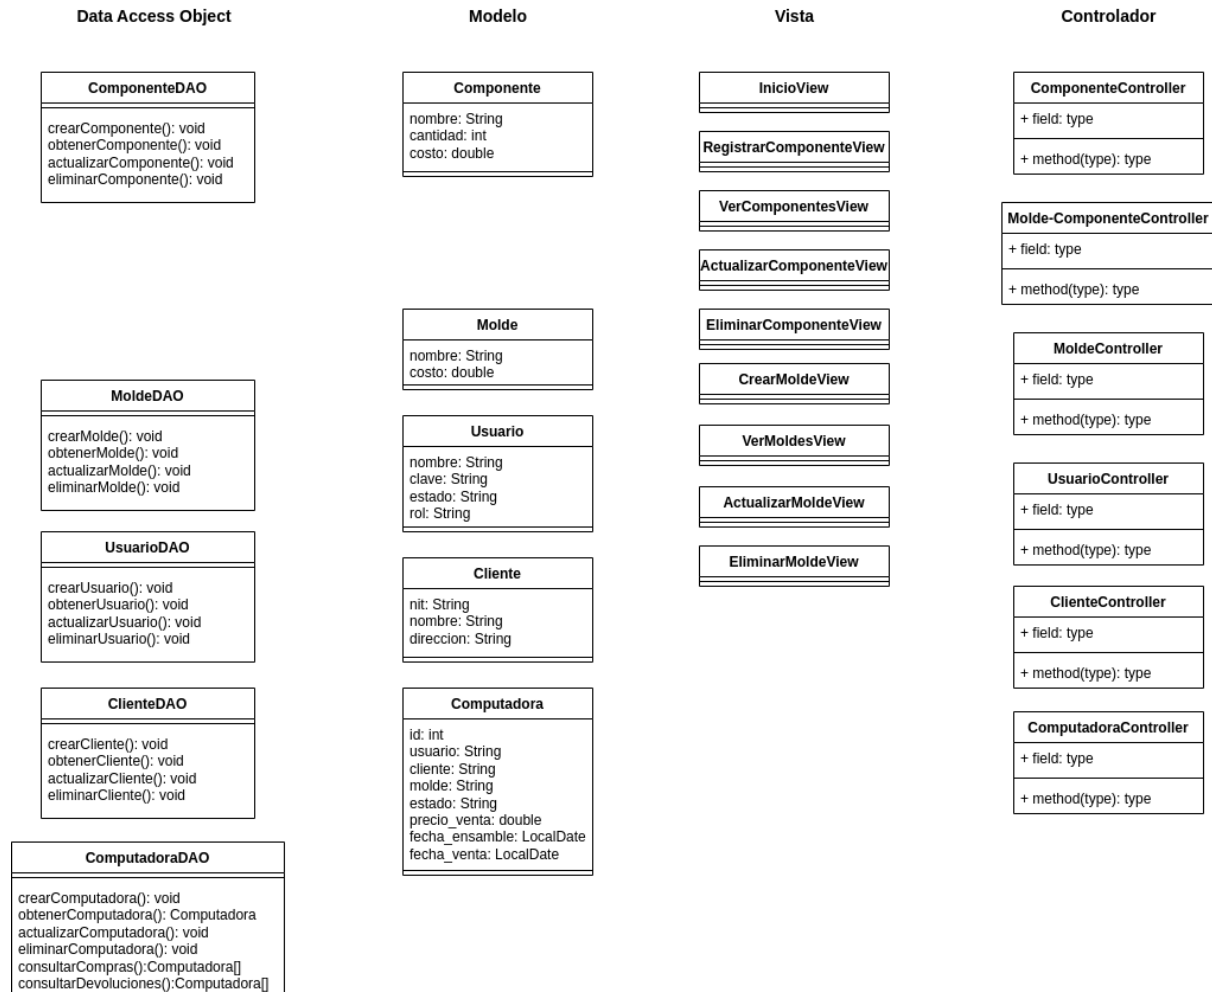 Data Access Object
Modelo
Vista
Controlador
ComponenteDAO
crearComponente(): void
obtenerComponente(): void
actualizarComponente(): void
eliminarComponente(): void
MoldeDAO
crearMolde(): void
obtenerMolde(): void
actualizarMolde(): void
eliminarMolde(): void
UsuarioDAO
crearUsuario(): void
obtenerUsuario(): void
actualizarUsuario(): void
eliminarUsuario(): void
ClienteDAO
crearCliente(): void
obtenerCliente(): void
actualizarCliente(): void
eliminarCliente(): void
ComputadoraDAO
crearComputadora(): void
obtenerComputadora(): Computadora
actualizarComputadora(): void
eliminarComputadora(): void
consultarCompras():Computadora[]
consultarDevoluciones():Computadora[]
Componente
nombre: String
cantidad: int
costo: double
Molde
nombre: String
costo: double
Usuario
nombre: String
clave: String
estado: String
rol: String
Cliente
nit: String
nombre: String
direccion: String
Computadora
id: int
usuario: String
cliente: String
molde: String
estado: String
precio_venta: double
fecha_ensamble: LocalDate
fecha_venta: LocalDate
InicioView
RegistrarComponenteView
VerComponentesView
ActualizarComponenteView
EliminarComponenteView
CrearMoldeView
VerMoldesView
ActualizarMoldeView
EliminarMoldeView
ComponenteController
+ field: type
+ method(type): type
Molde-ComponenteController
+ field: type
+ method(type): type
MoldeController
+ field: type
+ method(type): type
UsuarioController
+ field: type
+ method(type): type
ClienteController
+ field: type
+ method(type): type
ComputadoraController
+ field: type
+ method(type): type